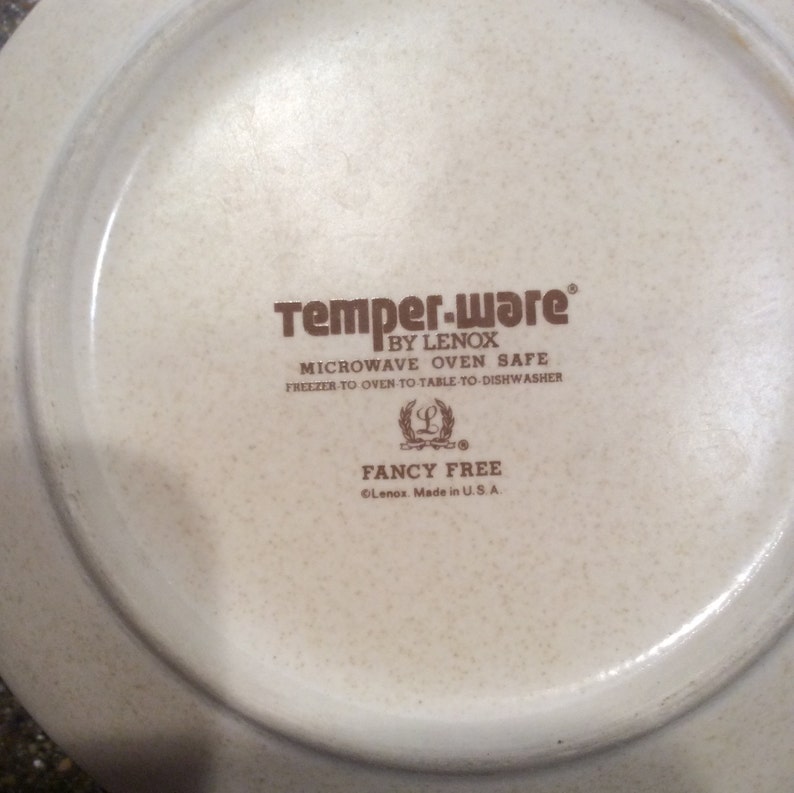 Temper-ware®
BY LENOX
MICROWAVE OVEN SAFE
FREEZER-TO-OVEN-TO-TABLE-TO-DISHWASHER
L ®
FANCY FREE
©Lenox. Made in U.S.A.